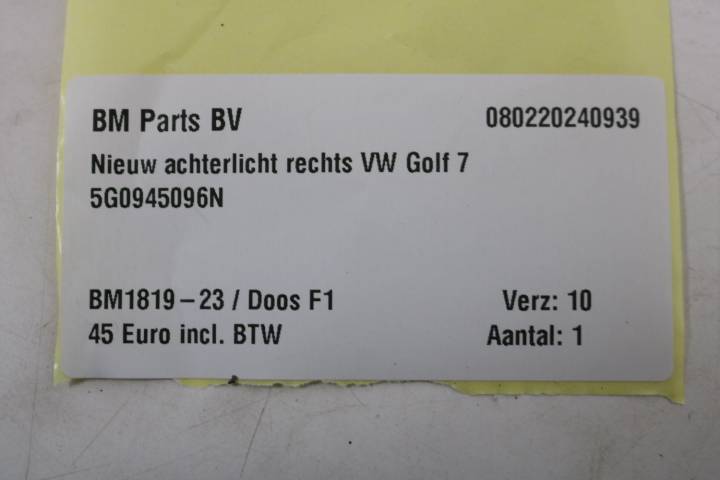 BM Parts BV 080220240939
Nieuw achterlicht rechts VW Golf 7
5G0945096N
BM1819-23 / Doos F1 Verz: 10
45 Euro incl. BTW Aantal: 1